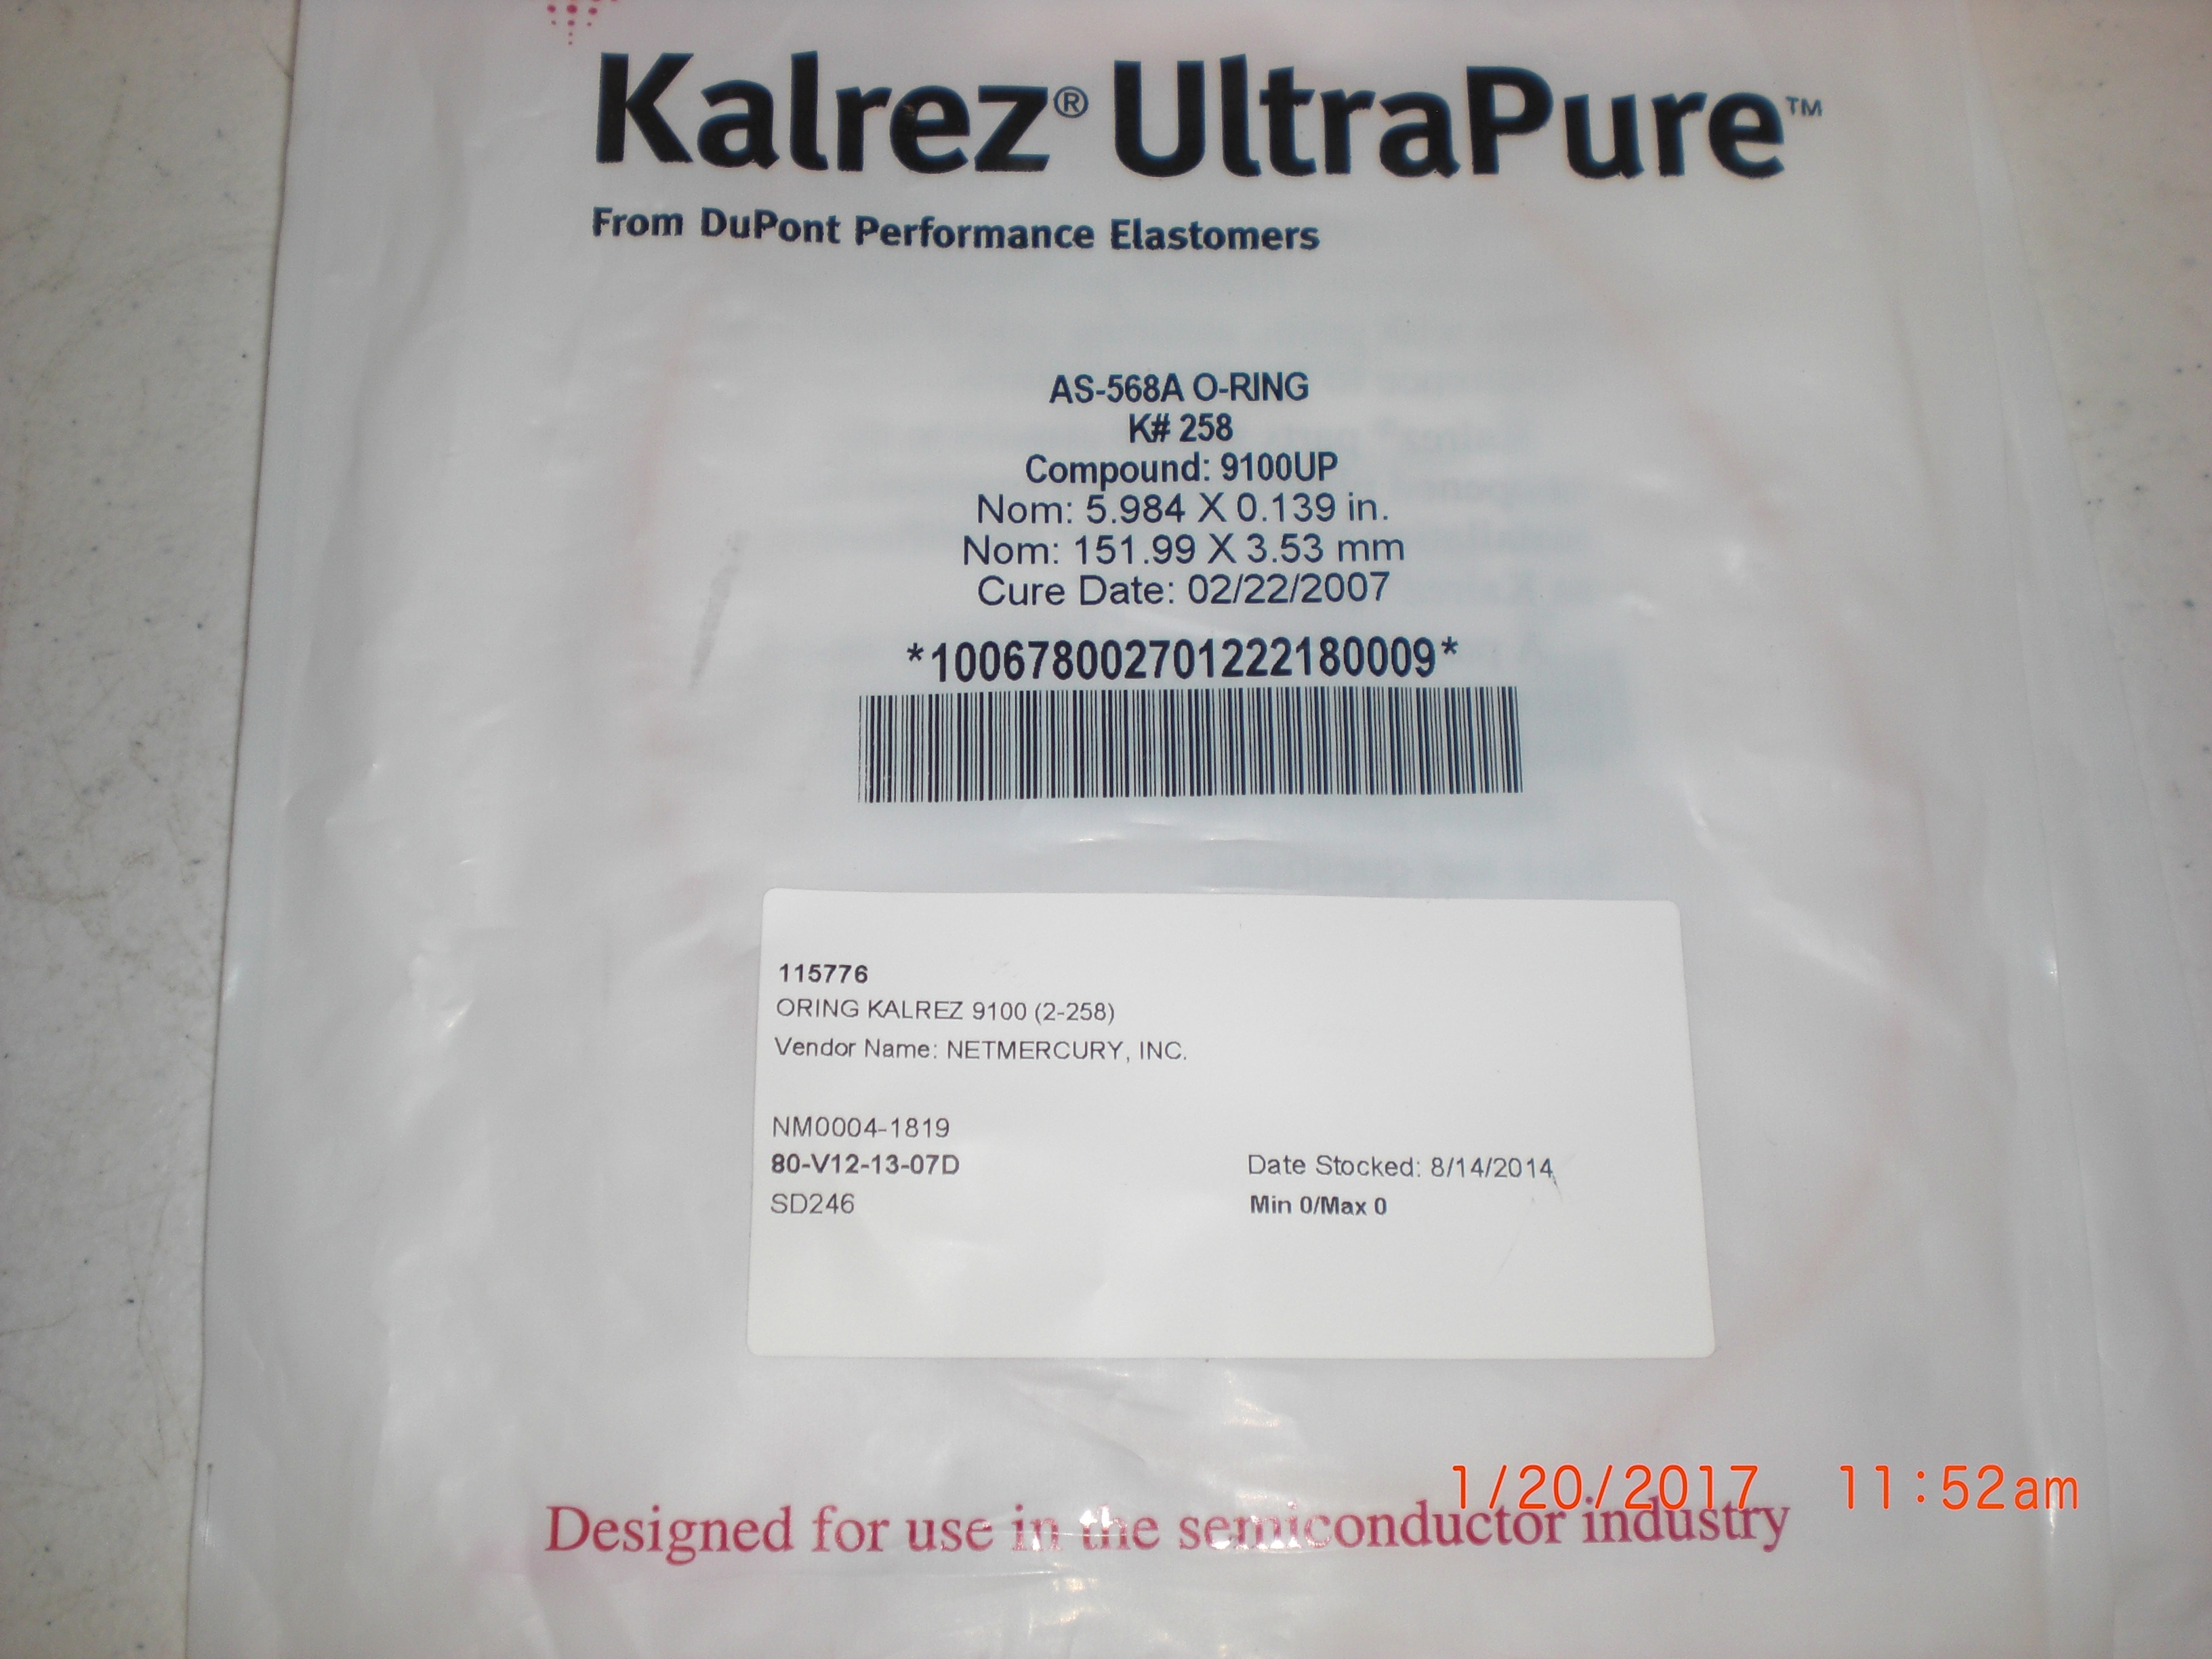 Kalrez® UltraPure™
From DuPont Performance Elastomers
AS-568A O-RING
K# 258
Compound: 9100UP
Nom: 5.984 X 0.139 in.
Nom: 151.99 X 3.53 mm
Cure Date: 02/22/2007
*100678002701222180009*
115776
ORING KALREZ 9100 (2-258)
Vendor Name: NETMERCURY, INC.
NM0004-1819
80-V12-13-07D Date Stocked: 8/14/2014
SD246 Min 0/Max 0
1/20/2017 11:52am
Designed for use in the semiconductor industry